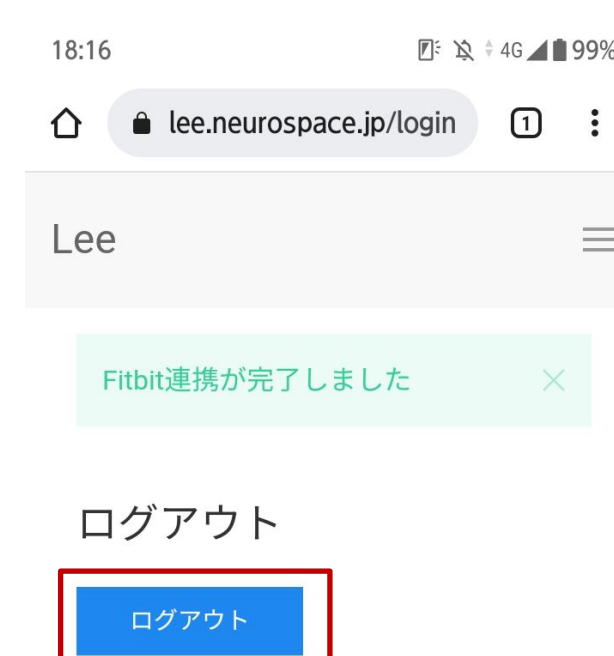 18:16 4G 99%
lee.neurospace.jp/login 1
Lee
Fitbit連携が完了しました
ログアウト
ログアウト